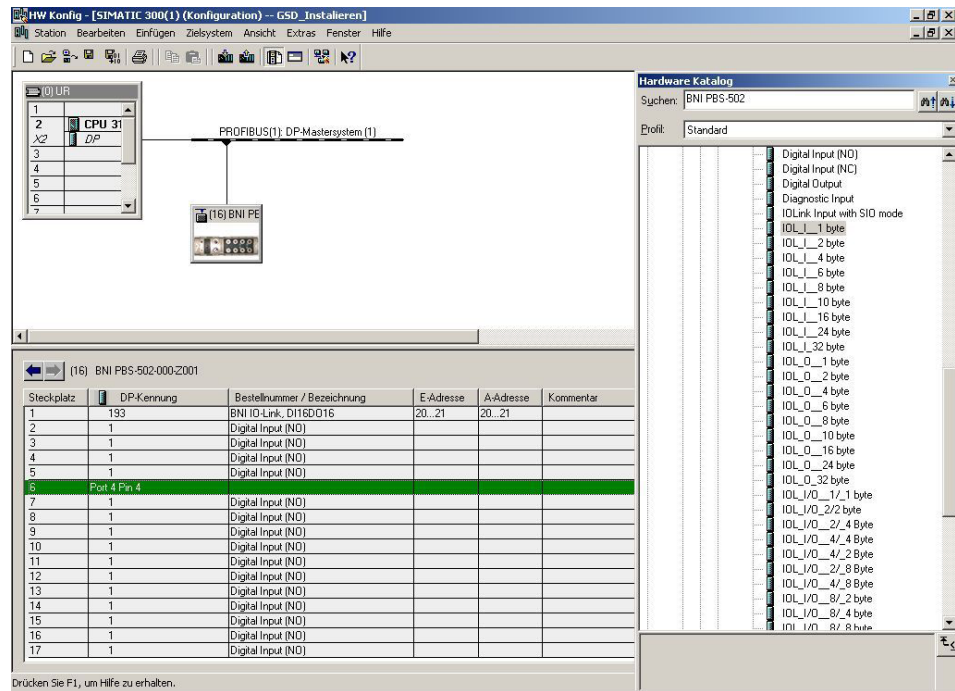 HW Konfig - [SIMATIC 300(1) (Konfiguration) -- GSD_Instalieren]
Station Bearbeiten Einfügen Zielsystem Ansicht Extras Fenster Hilfe
(0) UR
1
2 CPU 31
X2 DP
3
4
5
6
7
PROFIBUS(1): DP-Mastersystem (1)
(16) BNI PE
(16) BNI PBS-502-000-Z001
Steckplatz DP-Kennung Bestellnummer / Bezeichnung E-Adresse A-Adresse Kommentar
1 193 BNI IO-Link, DI16DO16 20...21 20...21
2 1 Digital Input (NO)
3 1 Digital Input (NO)
4 1 Digital Input (NO)
5 1 Digital Input (NO)
6 Port 4 Pin 4
7 1 Digital Input (NO)
8 1 Digital Input (NO)
9 1 Digital Input (NO)
10 1 Digital Input (NO)
11 1 Digital Input (NO)
12 1 Digital Input (NO)
13 1 Digital Input (NO)
14 1 Digital Input (NO)
15 1 Digital Input (NO)
16 1 Digital Input (NO)
17 1 Digital Input (NO)
Drücken Sie F1, um Hilfe zu erhalten.
Hardware Katalog
Suchen: BNI PBS-502
Profil: Standard
Digital Input (NO)
Digital Input (NC)
Digital Output
Diagnostic Input
IOLink Input with SIO mode
IOL_I__1 byte
IOL_I__2 byte
IOL_I__4 byte
IOL_I__6 byte
IOL_I__8 byte
IOL_I__10 byte
IOL_I__16 byte
IOL_I__24 byte
IOL_I_32 byte
IOL_O__1 byte
IOL_O__2 byte
IOL_O__4 byte
IOL_O__6 byte
IOL_O__8 byte
IOL_O__10 byte
IOL_O__16 byte
IOL_O__24 byte
IOL_O_32 byte
IOL_I/O__1/_1 byte
IOL_I/O_2/2 byte
IOL_I/O__2/_4 Byte
IOL_I/O__4/_4 Byte
IOL_I/O__4/_2 Byte
IOL_I/O__2/_8 Byte
IOL_I/O__4/_8 Byte
IOL_I/O__8/_2 byte
IOL_I/O__8/_4 byte
IOL_I/O__8/_8 byte